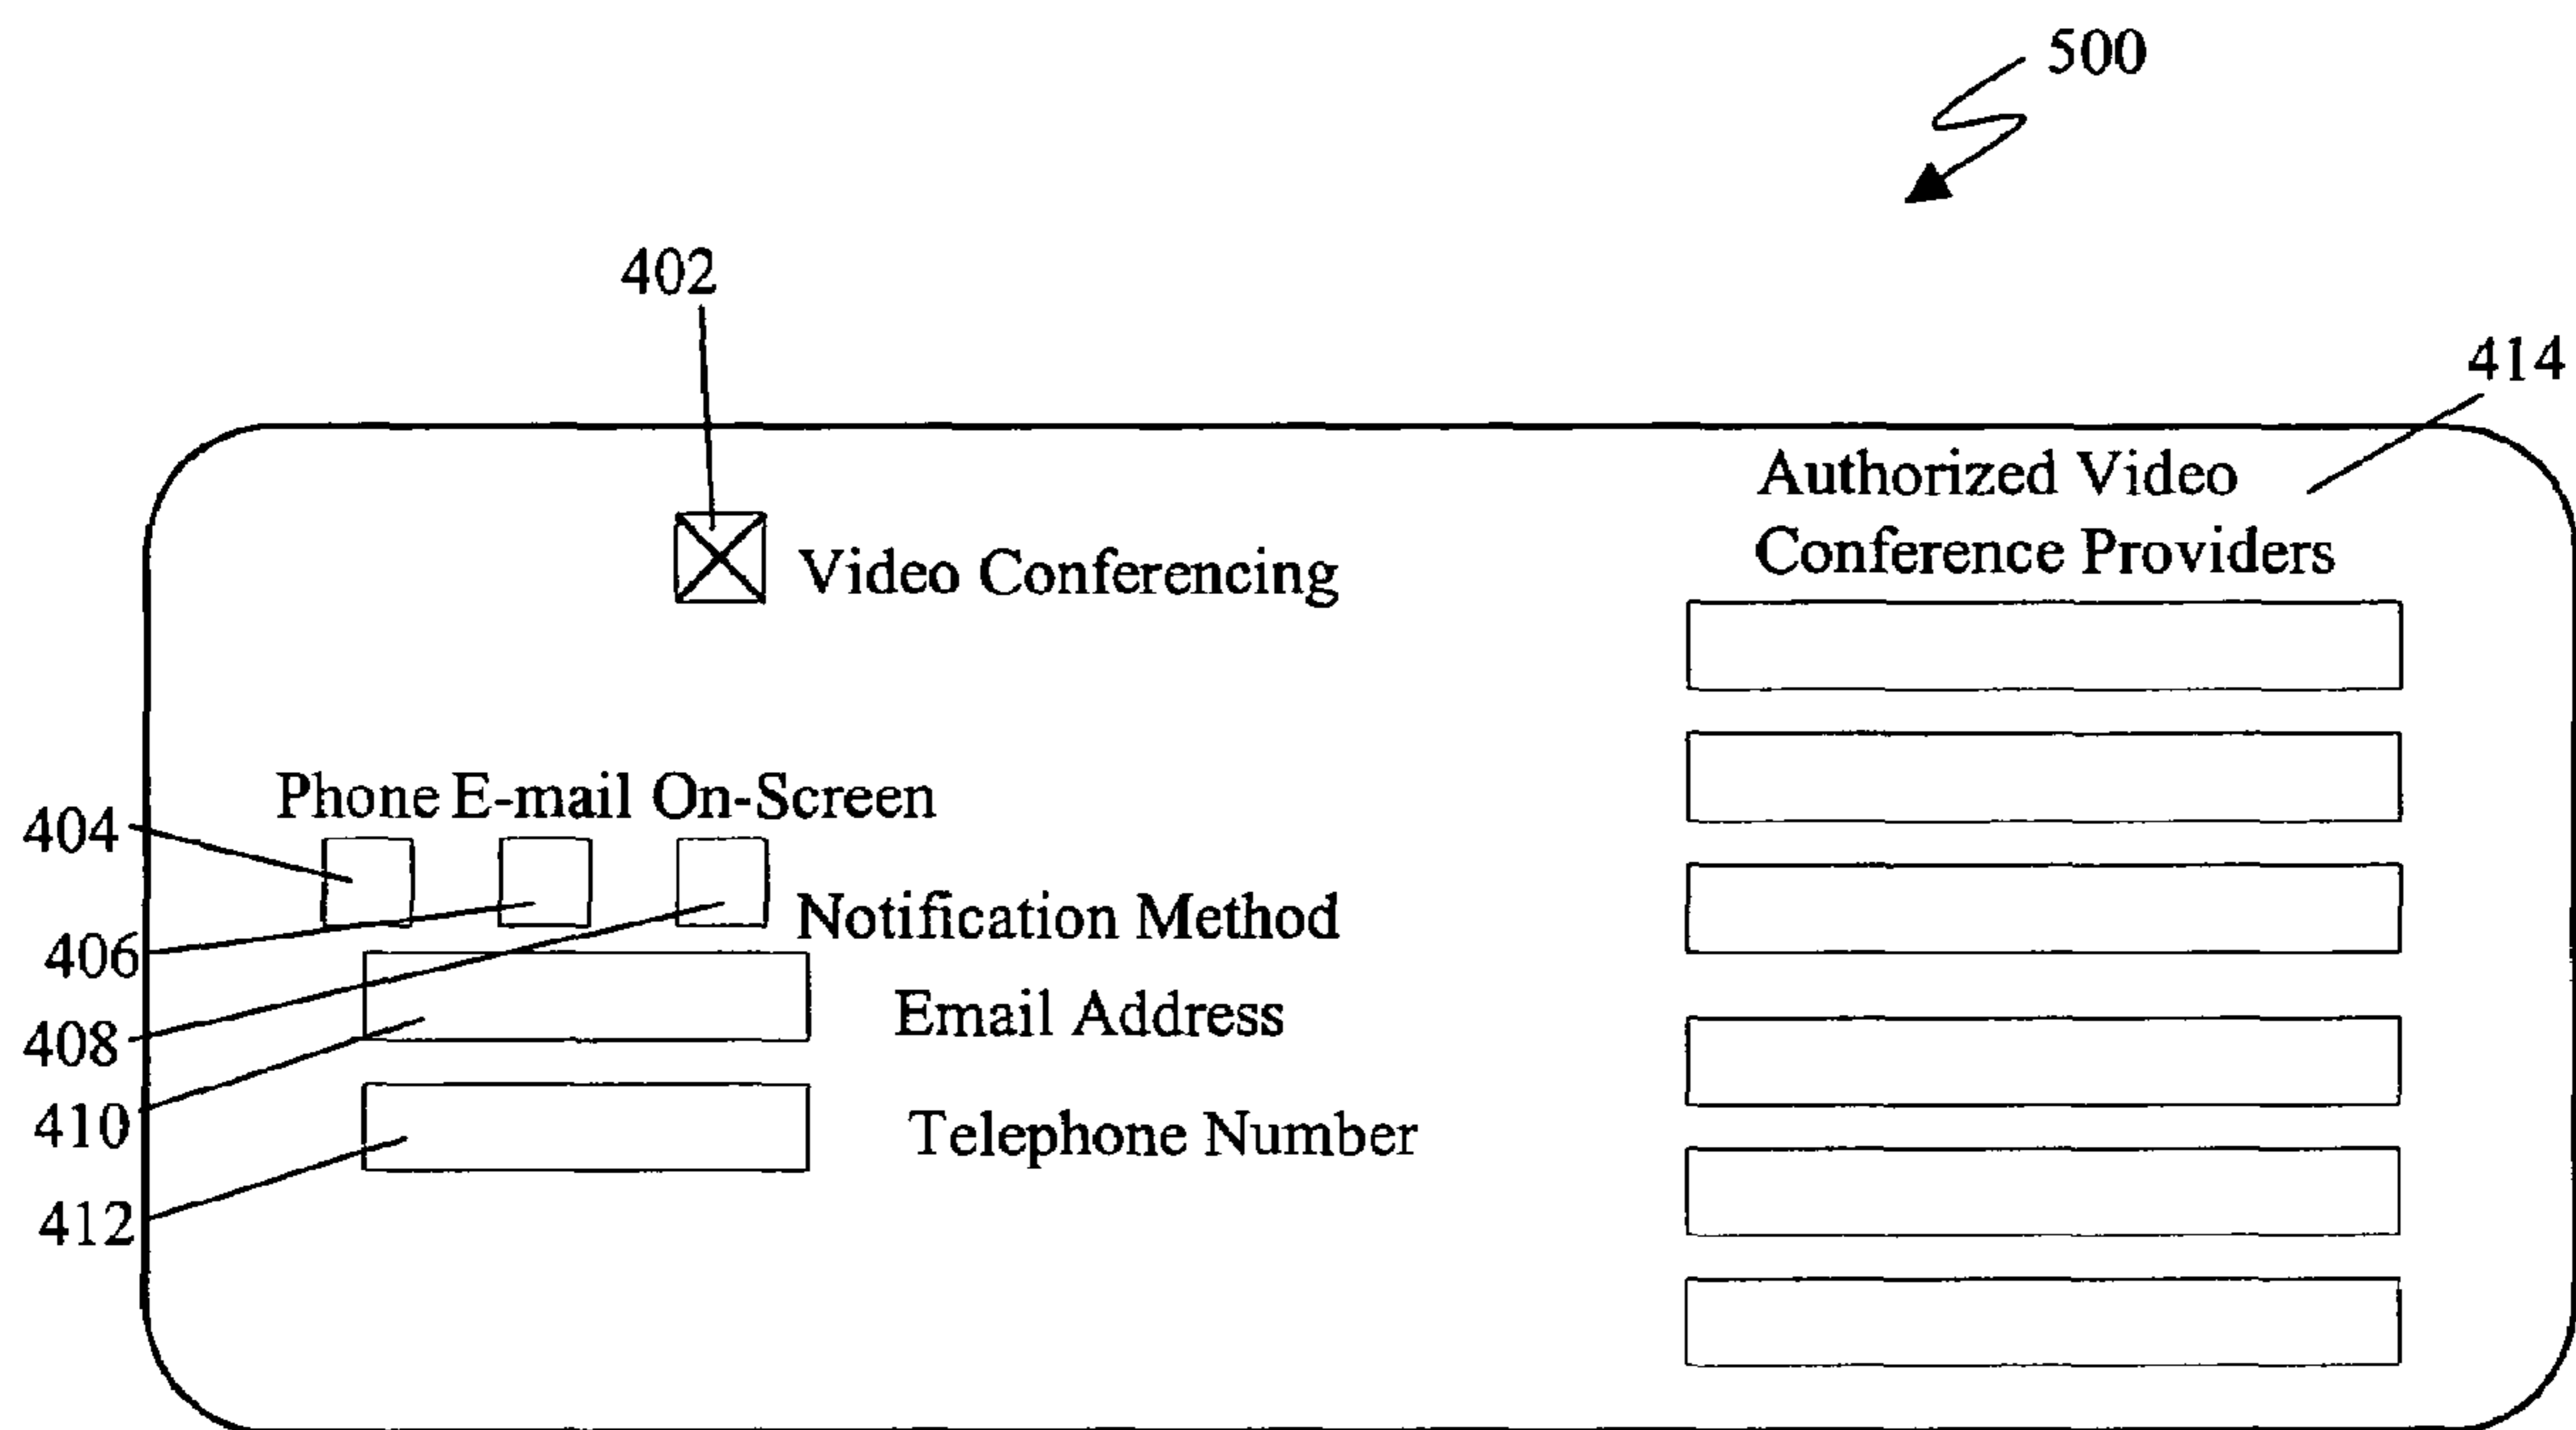 500
402
414
Authorized Video
Conference Providers
Video Conferencing
Phone E-mail On-Screen
404
Notification Method
406
Email Address
408
410
Telephone Number
412